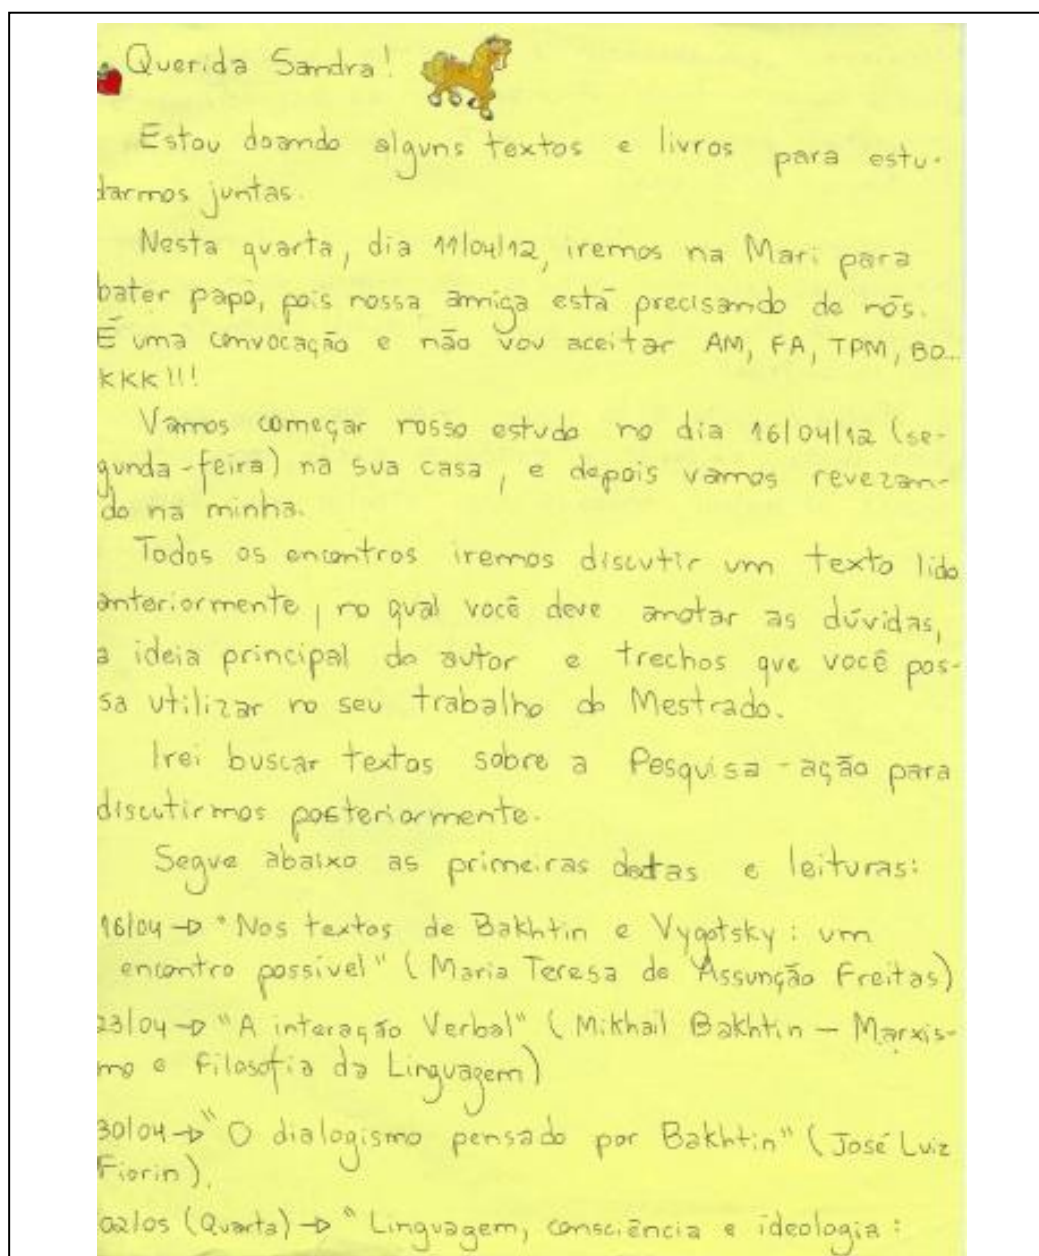 Querida Sandra!
Estou doando alguns textos e livros para estu-
darmos juntas.
Nesta quarta, dia 11/04/12, iremos na Mari para
bater papo, pois nossa amiga está precisando de nós.
É uma convocação e não vou aceitar AM, FA, TPM, BO...
KKK!!!
Vamos começar nosso estudo no dia 16/04/12 (se-
gunda-feira) na sua casa, e depois vamos revezan-
do na minha.
Todos os encontros iremos discutir um texto lido
anteriormente, no qual você deve anotar as dúvidas,
a ideia principal do autor e trechos que você pos-
sa utilizar no seu trabalho do Mestrado.
Irei buscar textos sobre a Pesquisa-ação para
discutirmos posteriormente.
Segue abaixo as primeiras datas e leituras:
16/04 → "Nos textos de Bakhtin e Vygotsky: um
encontro possível" (Maria Teresa de Assunção Freitas)
23/04 → "A interação Verbal" (Mikhail Bakhtin – Marxis-
mo e Filosofia da Linguagem)
30/04 → "O dialogismo pensado por Bakhtin" (José Luiz
Fiorin).
02/05 (Quarta) → "Linguagem, consciência e ideologia: